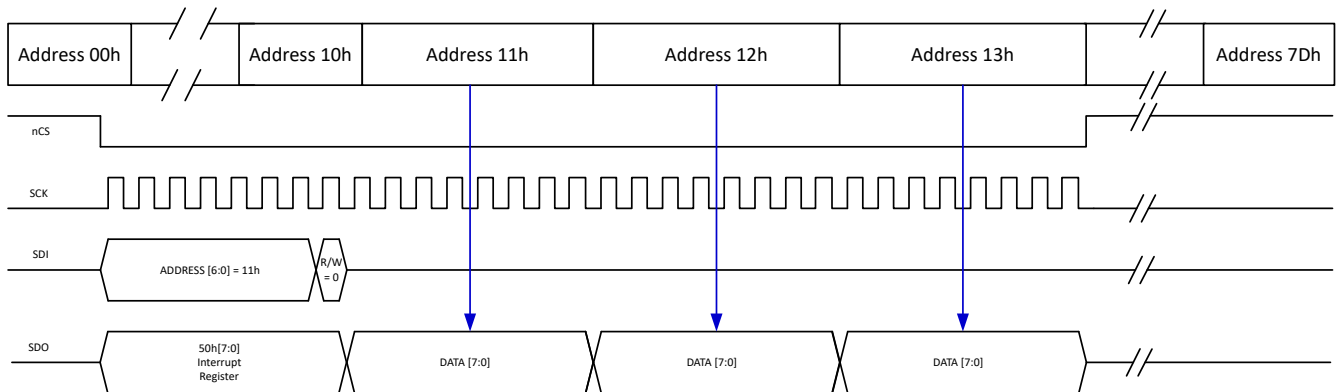 Address 00h
Address 10h
Address 11h
Address 12h
Address 13h
Address 7Dh
nCS
SCK
SDI
ADDRESS [6:0] = 11h
R/W
= 0
SDO
50h[7:0]
Interrupt
Register
DATA [7:0]
DATA [7:0]
DATA [7:0]